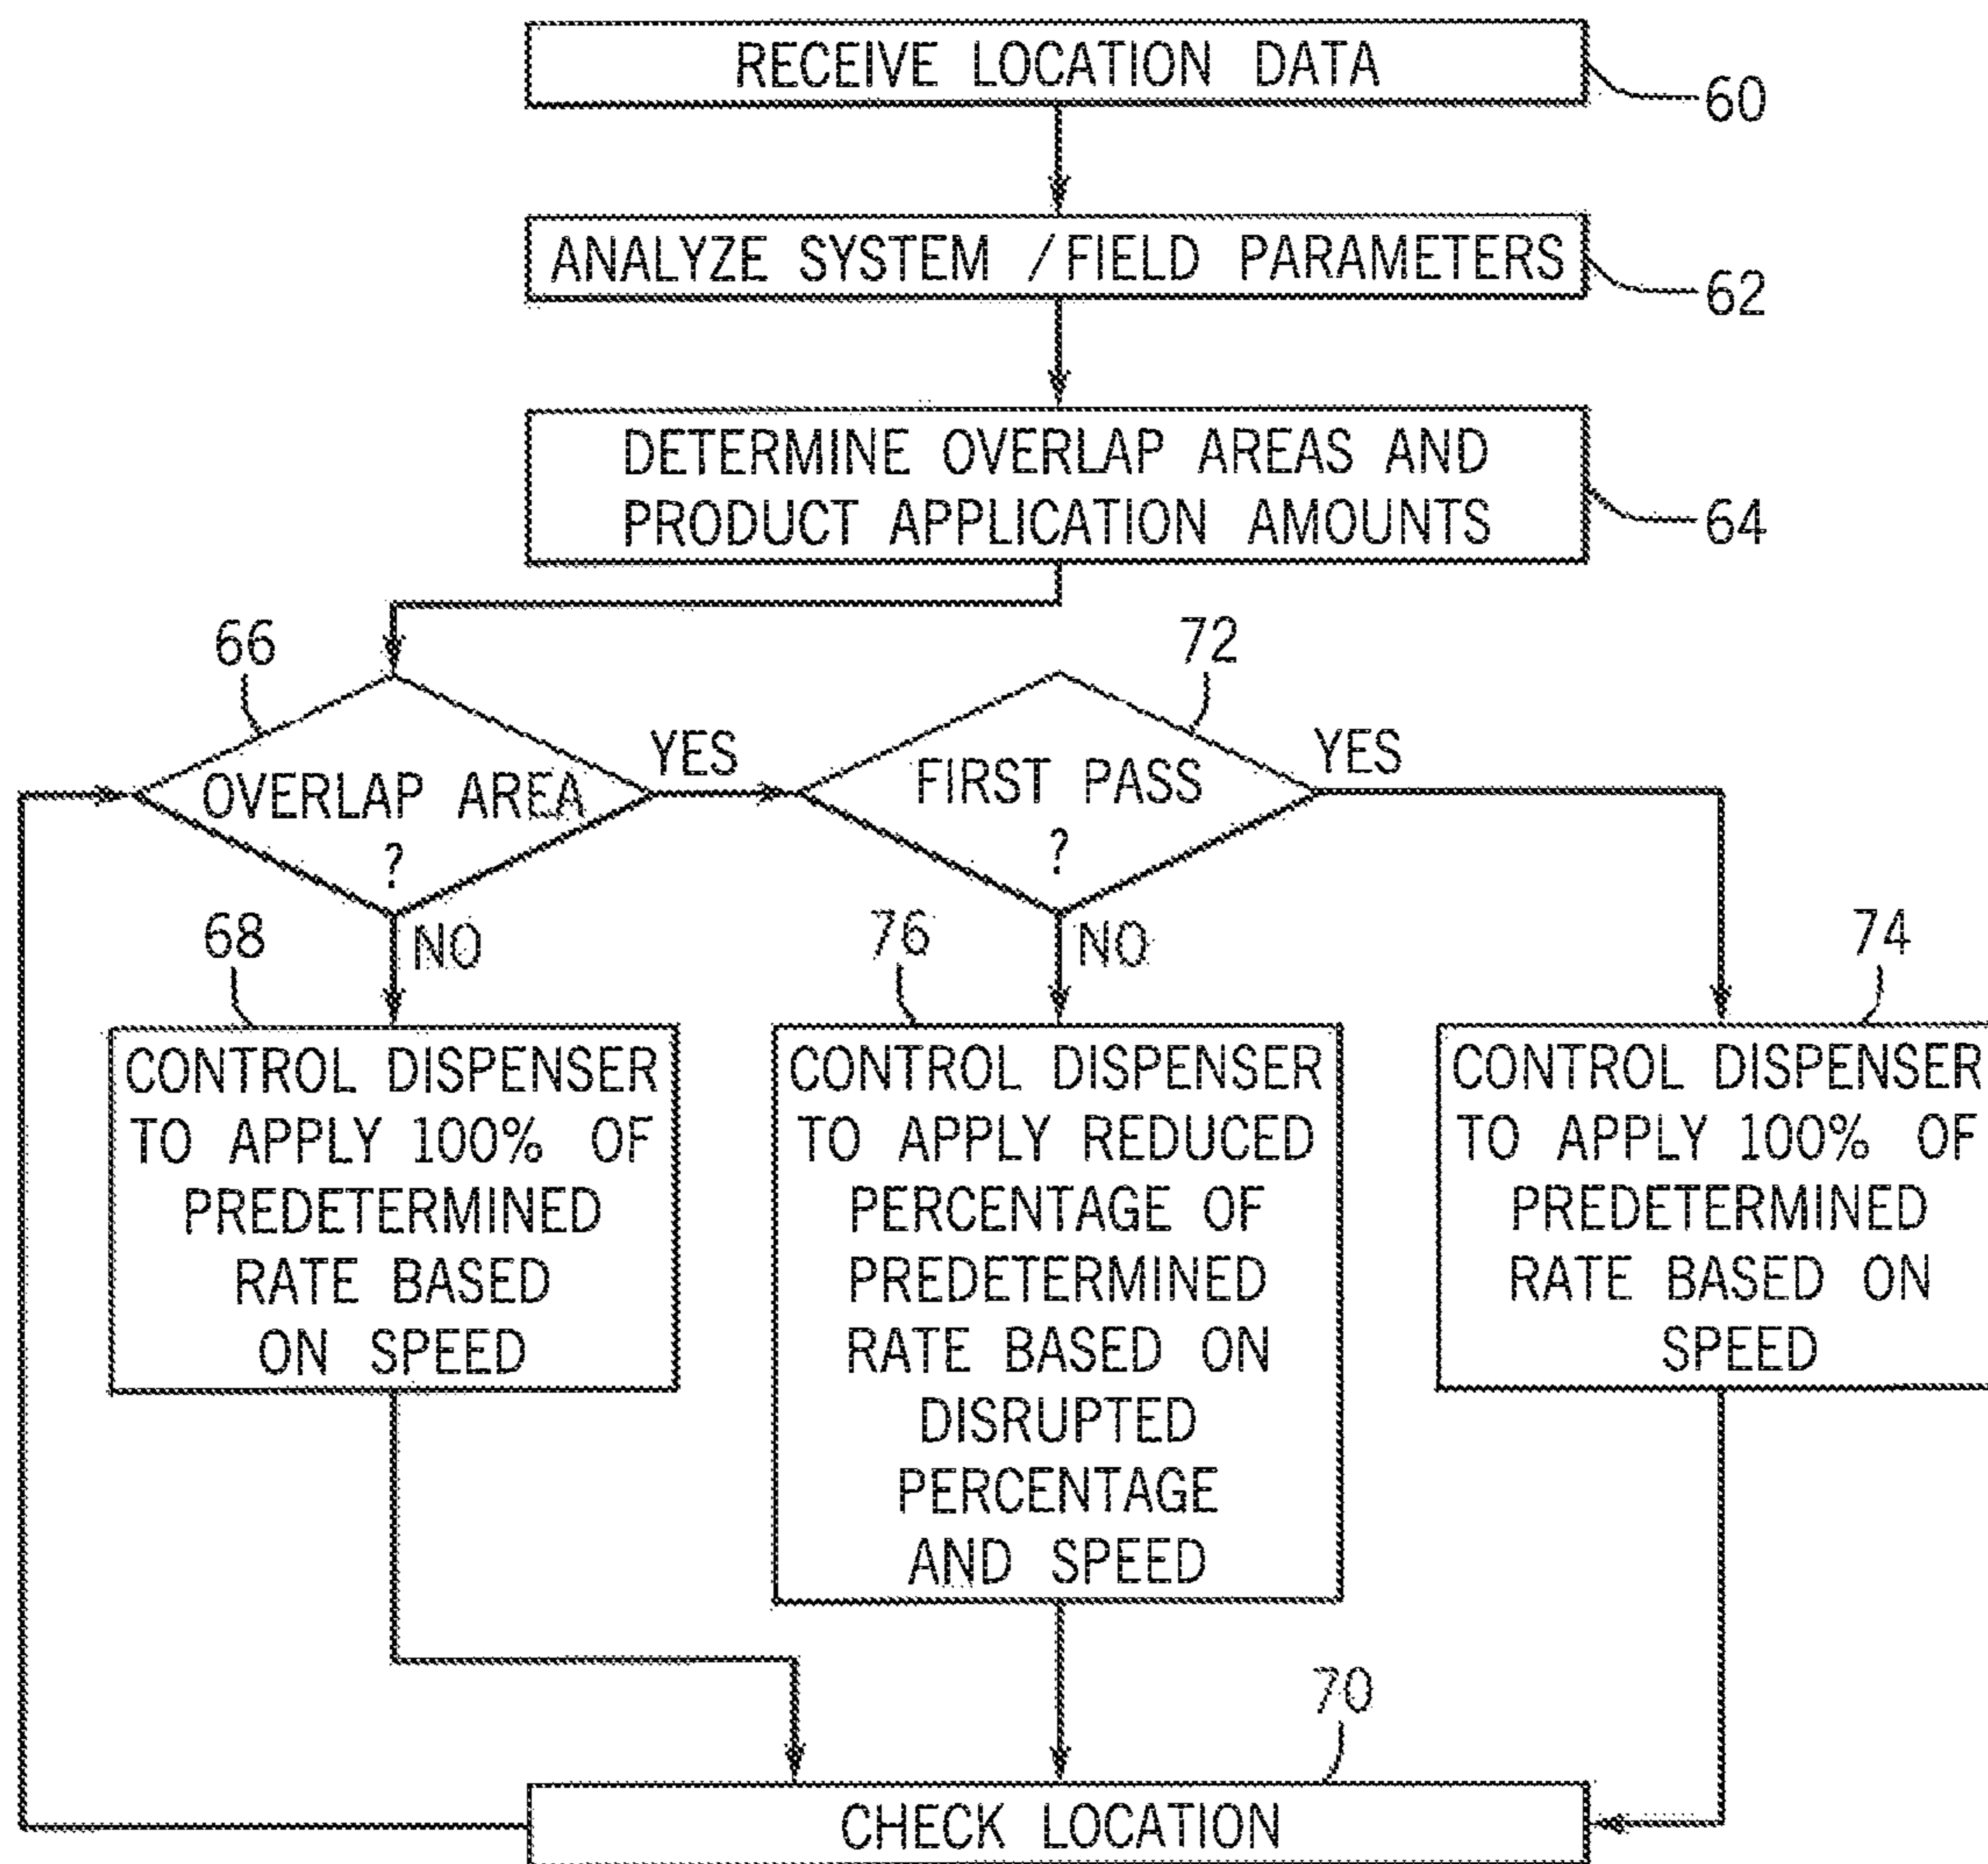 RECEIVE LOCATION DATA
60
ANALYZE SYSTEM / FIELD PARAMETERS
62
DETERMINE OVERLAP AREAS AND
PRODUCT APPLICATION AMOUNTS
64
66
OVERLAP AREA
?
YES
NO
72
FIRST PASS
?
YES
NO
68
CONTROL DISPENSER
TO APPLY 100% OF
PREDETERMINED
RATE BASED
ON SPEED
76
CONTROL DISPENSER
TO APPLY REDUCED
PERCENTAGE OF
PREDETERMINED
RATE BASED ON
DISRUPTED
PERCENTAGE
AND SPEED
74
CONTROL DISPENSER
TO APPLY 100% OF
PREDETERMINED
RATE BASED ON
SPEED
70
CHECK LOCATION